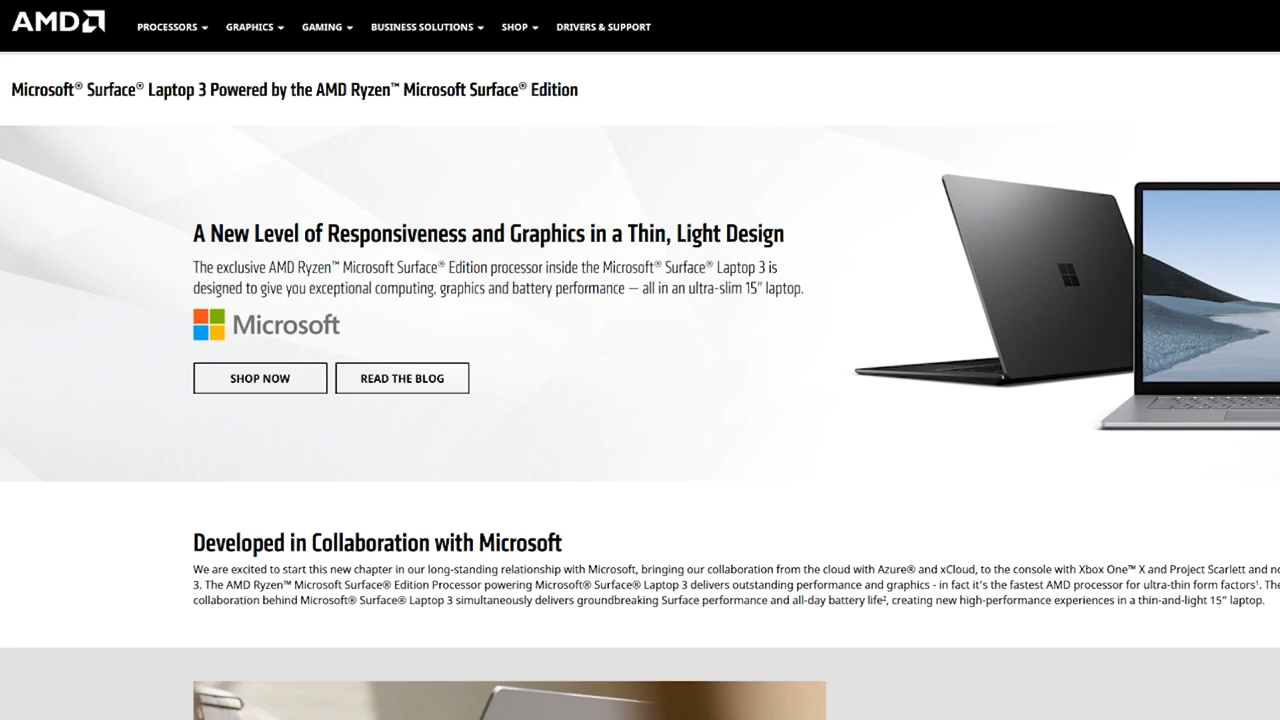 AMD
PROCESSORS GRAPHICS GAMING BUSINESS SOLUTIONS SHOP DRIVERS & SUPPORT
Microsoft® Surface® Laptop 3 Powered by the AMD Ryzen™ Microsoft Surface® Edition
A New Level of Responsiveness and Graphics in a Thin, Light Design
The exclusive AMD Ryzen™ Microsoft Surface® Edition processor inside the Microsoft® Surface® Laptop 3 is
designed to give you exceptional computing, graphics and battery performance — all in an ultra-slim 15” laptop.
Microsoft
SHOP NOW READ THE BLOG
Developed in Collaboration with Microsoft
We are excited to start this new chapter in our long-standing relationship with Microsoft, bringing our collaboration from the cloud with Azure® and xCloud, to the console with Xbox One™ X and Project Scarlett and
3. The AMD Ryzen™ Microsoft Surface® Edition Processor powering Microsoft® Surface® Laptop 3 delivers outstanding performance and graphics - in fact it's the fastest AMD processor for ultra-thin form factors¹.
collaboration behind Microsoft® Surface® Laptop 3 simultaneously delivers groundbreaking Surface performance and all-day battery life², creating new high-performance experiences in a thin-and-light 15” laptop.